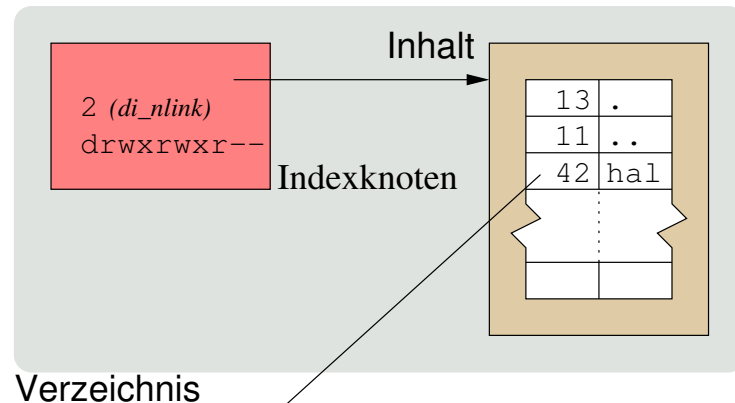 Inhalt
2 (di_nlink)
drwxrwxr--
Indexknoten
13 .
11 ..
42 hal
Verzeichnis